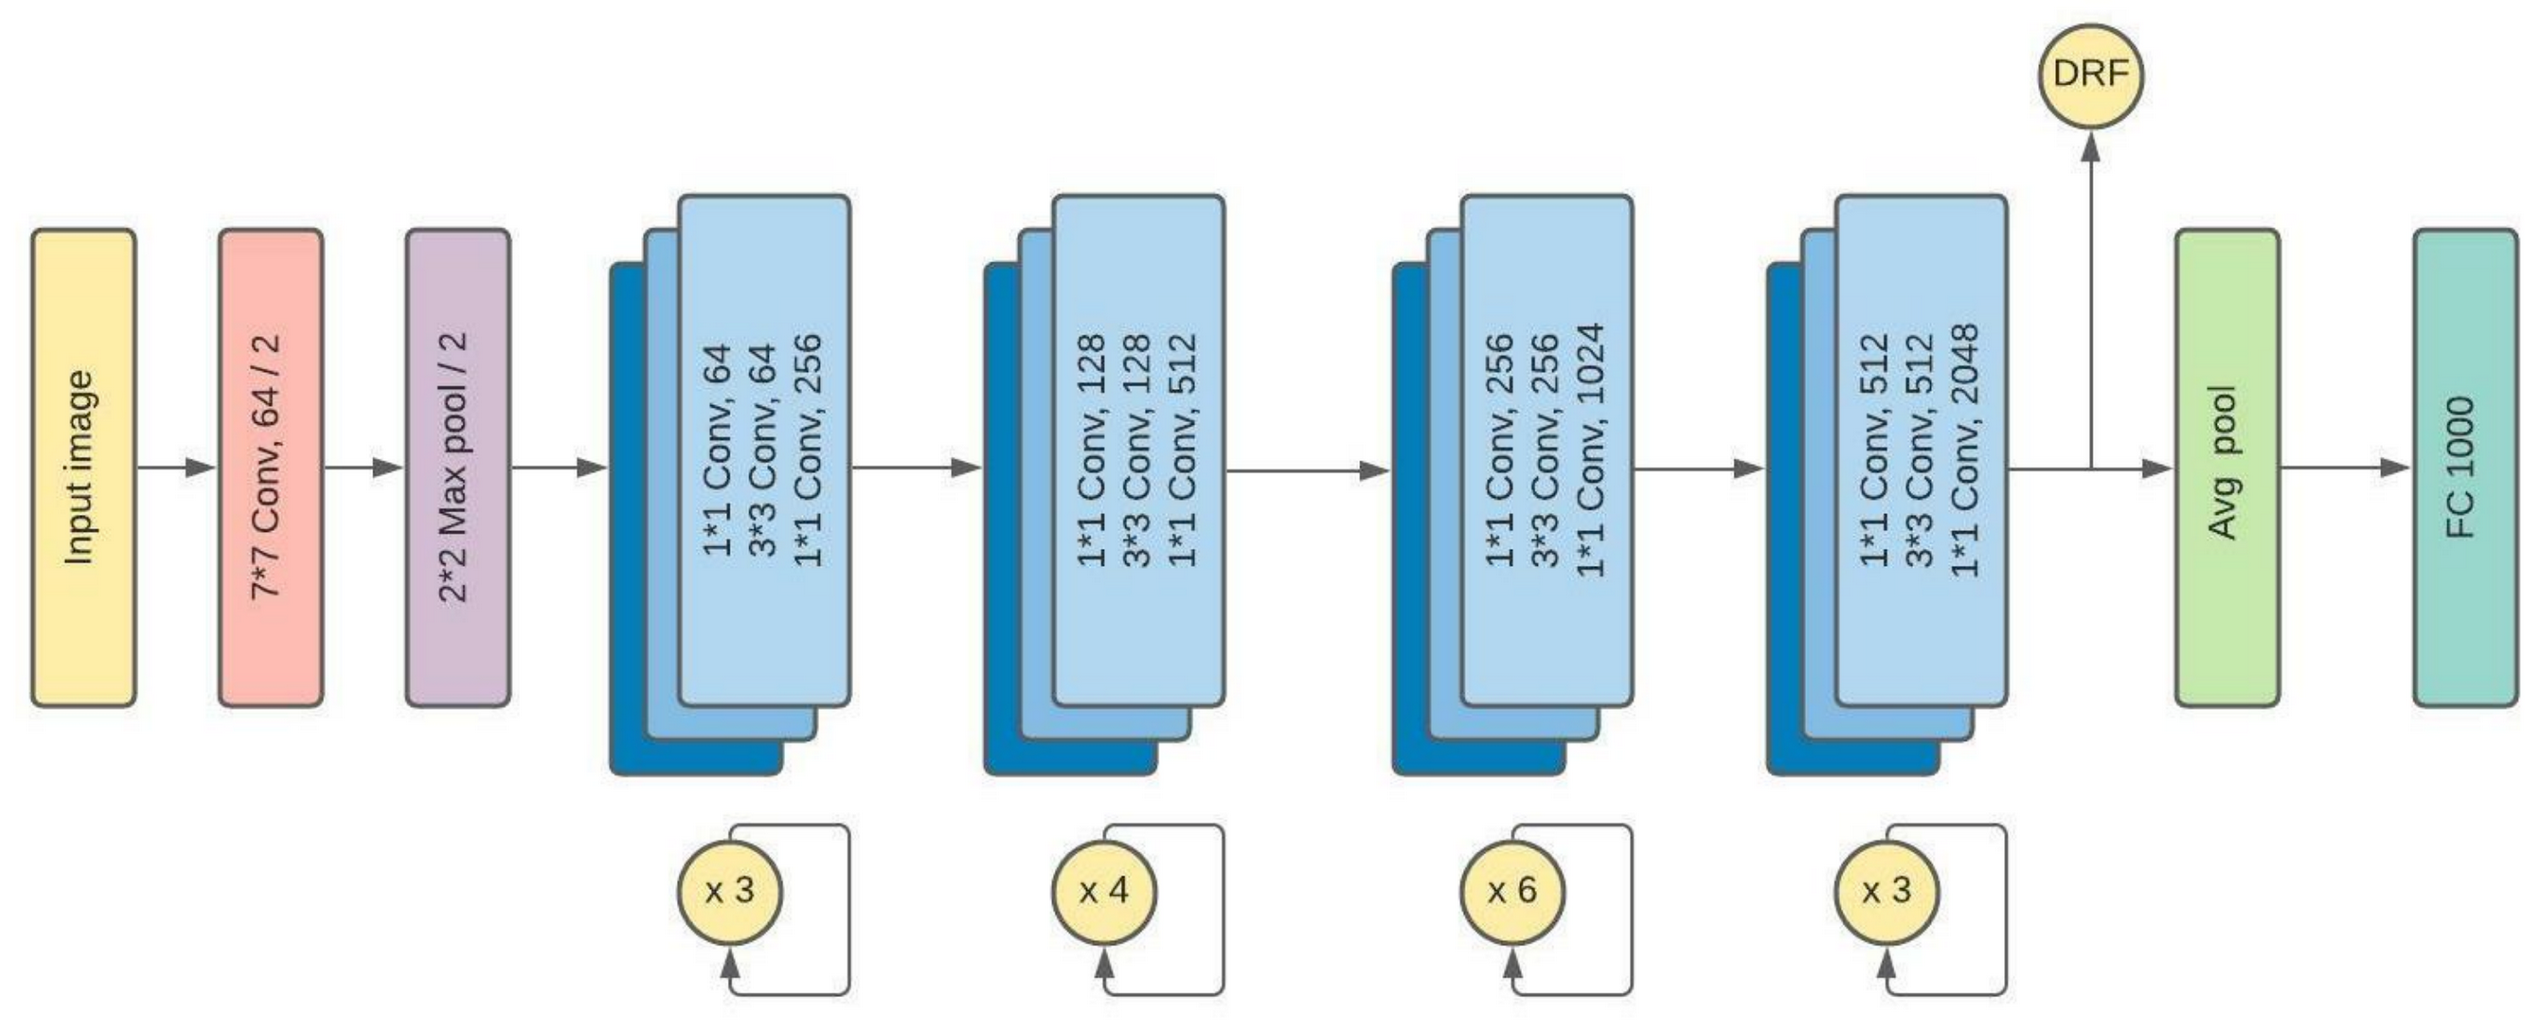 DRF
Input image
7*7 Conv, 64 / 2
2*2 Max pool / 2
1*1 Conv, 64
3*3 Conv, 64
1*1 Conv, 256
1*1 Conv, 128
3*3 Conv, 128
1*1 Conv, 512
1*1 Conv, 256
3*3 Conv, 256
1*1 Conv, 1024
1*1 Conv, 512
3*3 Conv, 512
1*1 Conv, 2048
Avg pool
FC 1000
x 3
x 4
x 6
x 3